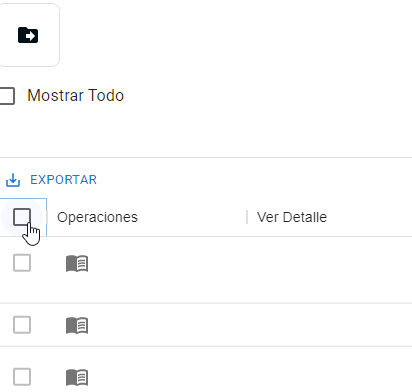 Mostrar Todo
EXPORTAR
Operaciones Ver Detalle